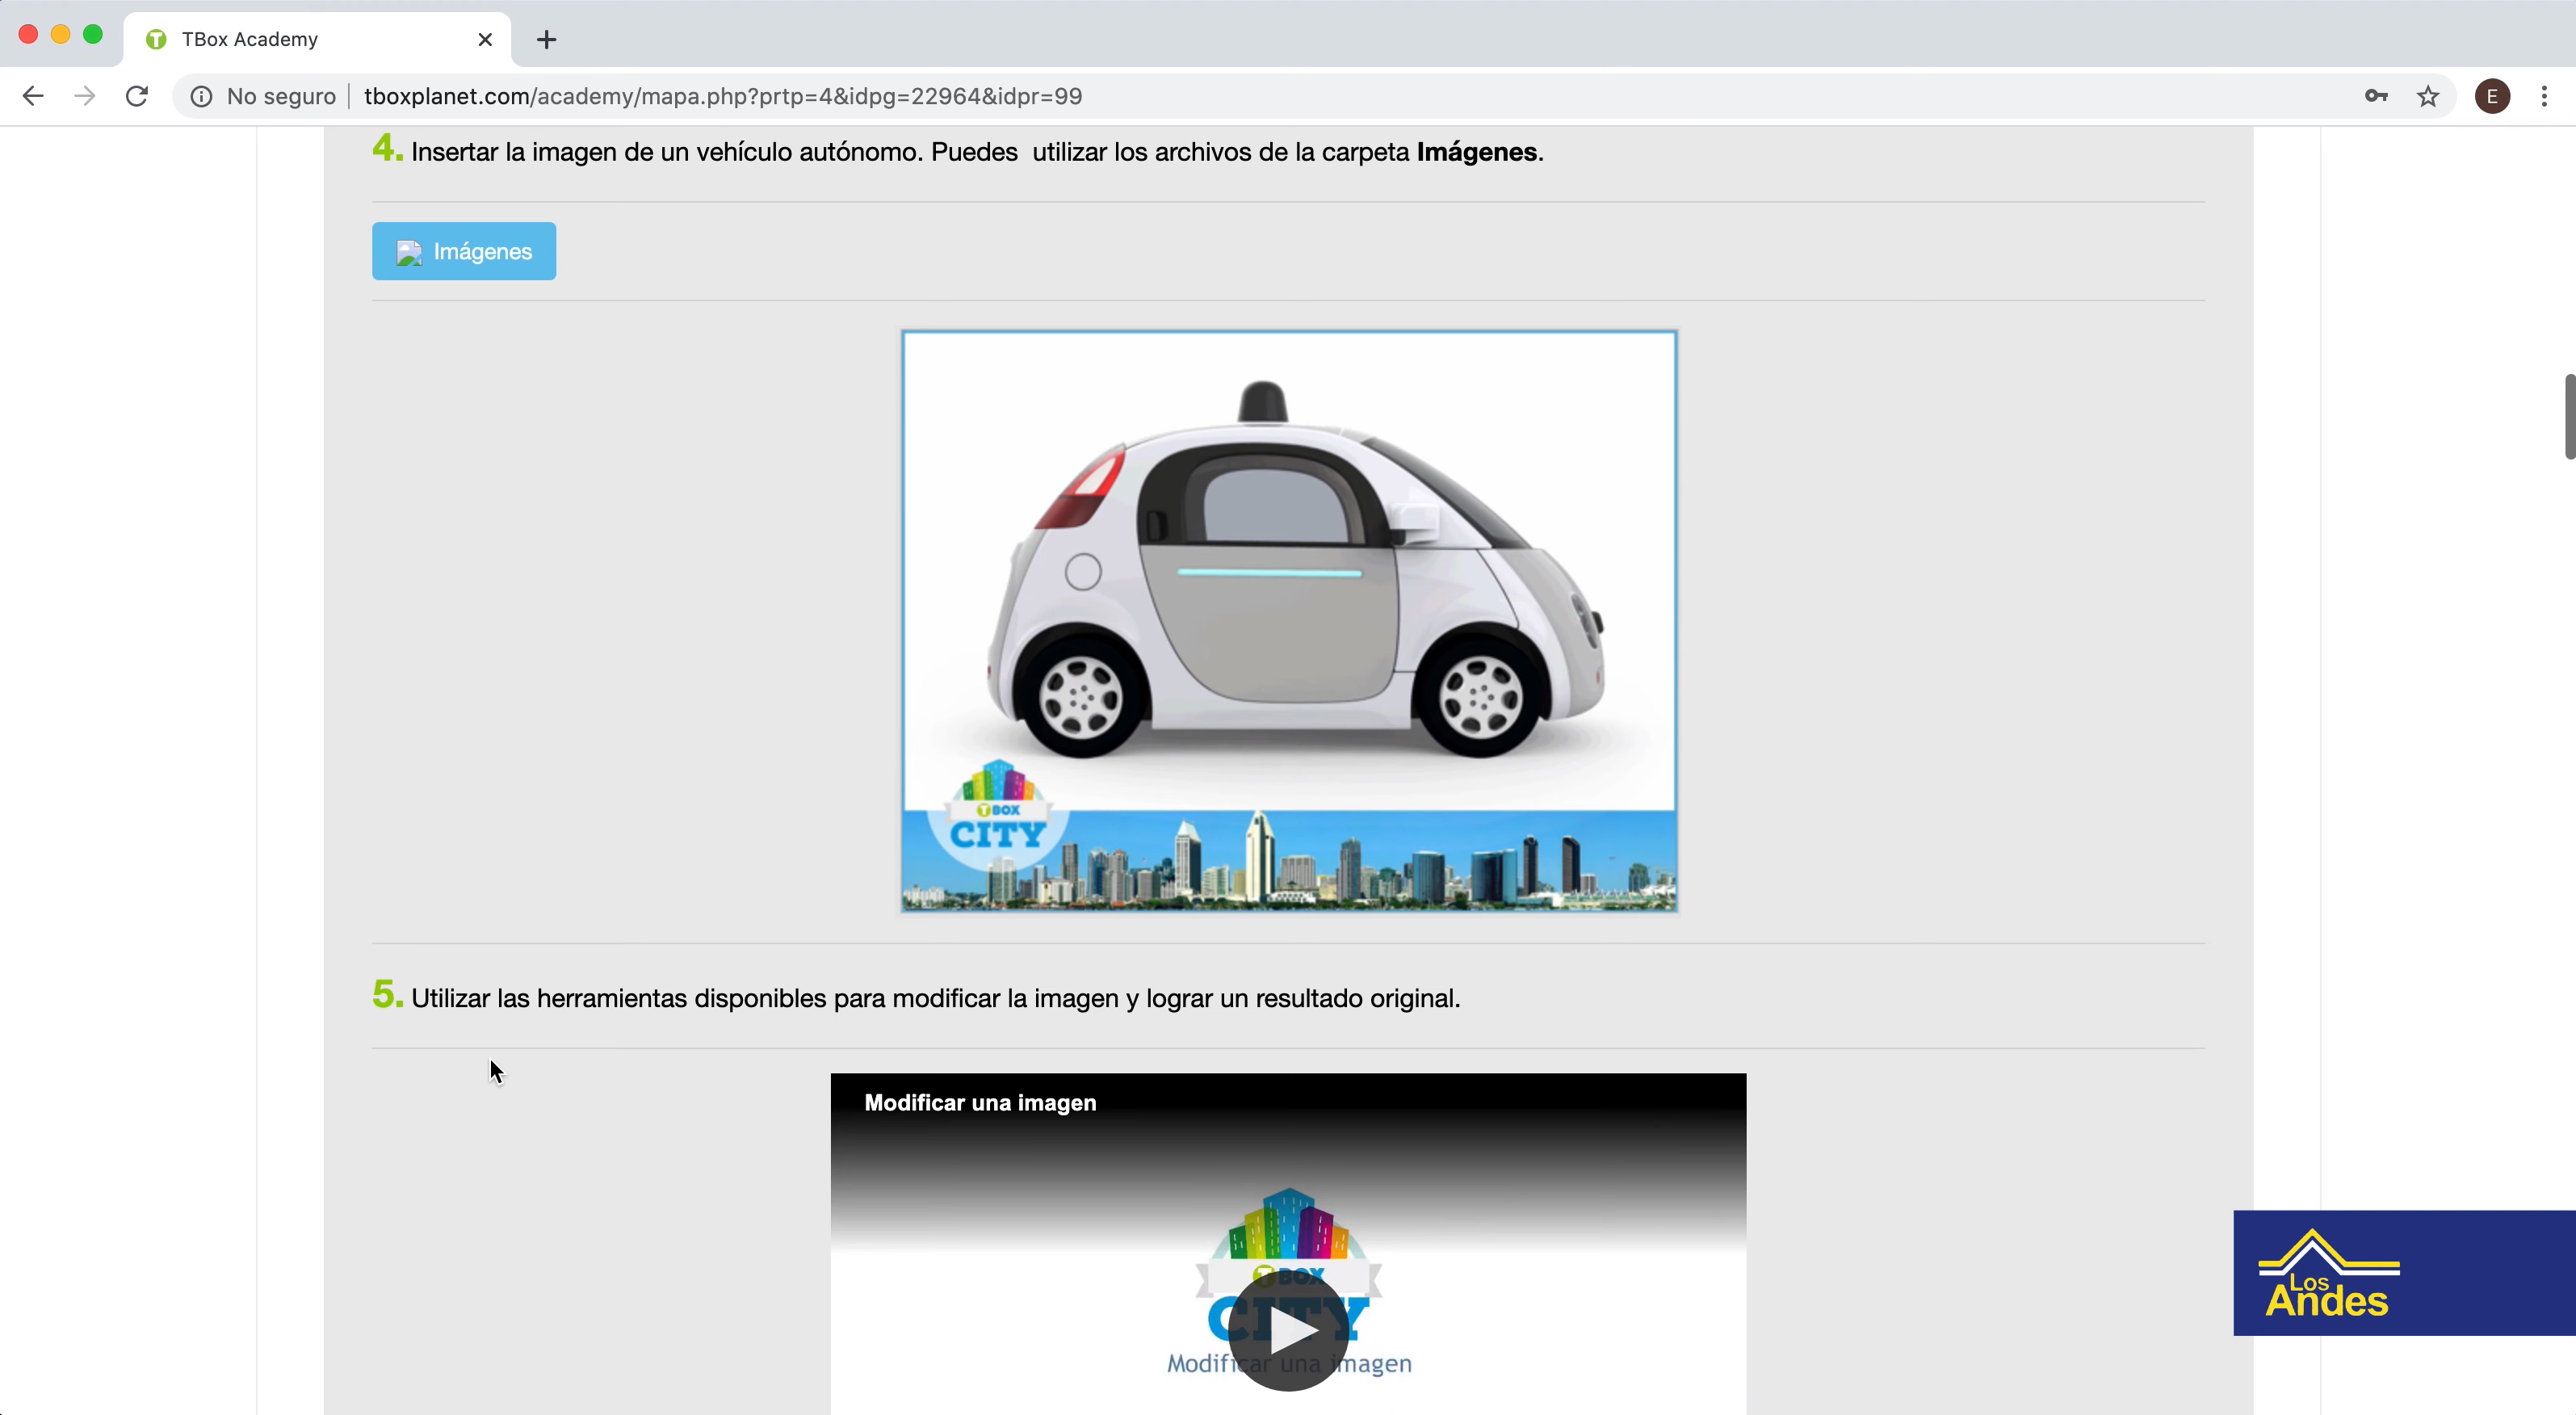 TBox Academy
No seguro
tboxplanet.com/academy/mapa.php?prtp=4&idpg=22964&idpr=99
E
4. Insertar la imagen de un vehículo autónomo. Puedes  utilizar los archivos de la carpeta Imágenes.
Imágenes
T BOX
CITY
5. Utilizar las herramientas disponibles para modificar la imagen y lograr un resultado original.
Modificar una imagen
T BOX
CITY
Modificar una imagen
Los
Andes